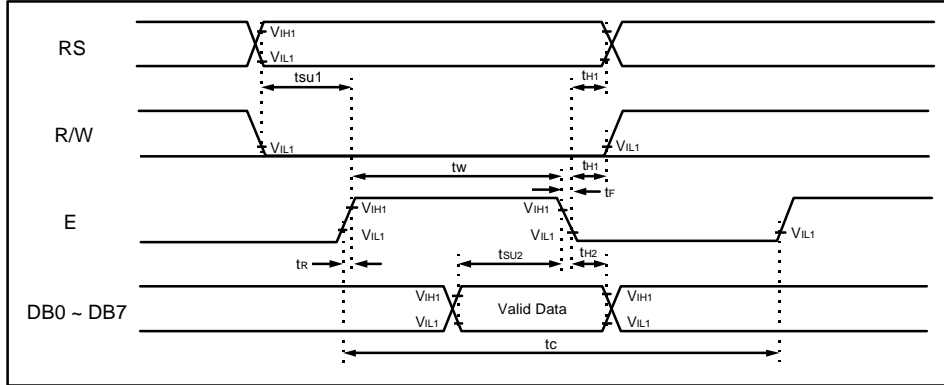 RS
VIH1
VIL1
tsu1
tH1
R/W
VIL1
VIL1
tw
tH1
tF
E
VIH1
VIL1
VIH1
VIL1
VIL1
tR
tSU2
tH2
DB0 ~ DB7
VIH1
VIL1
Valid Data
VIH1
VIL1
tc